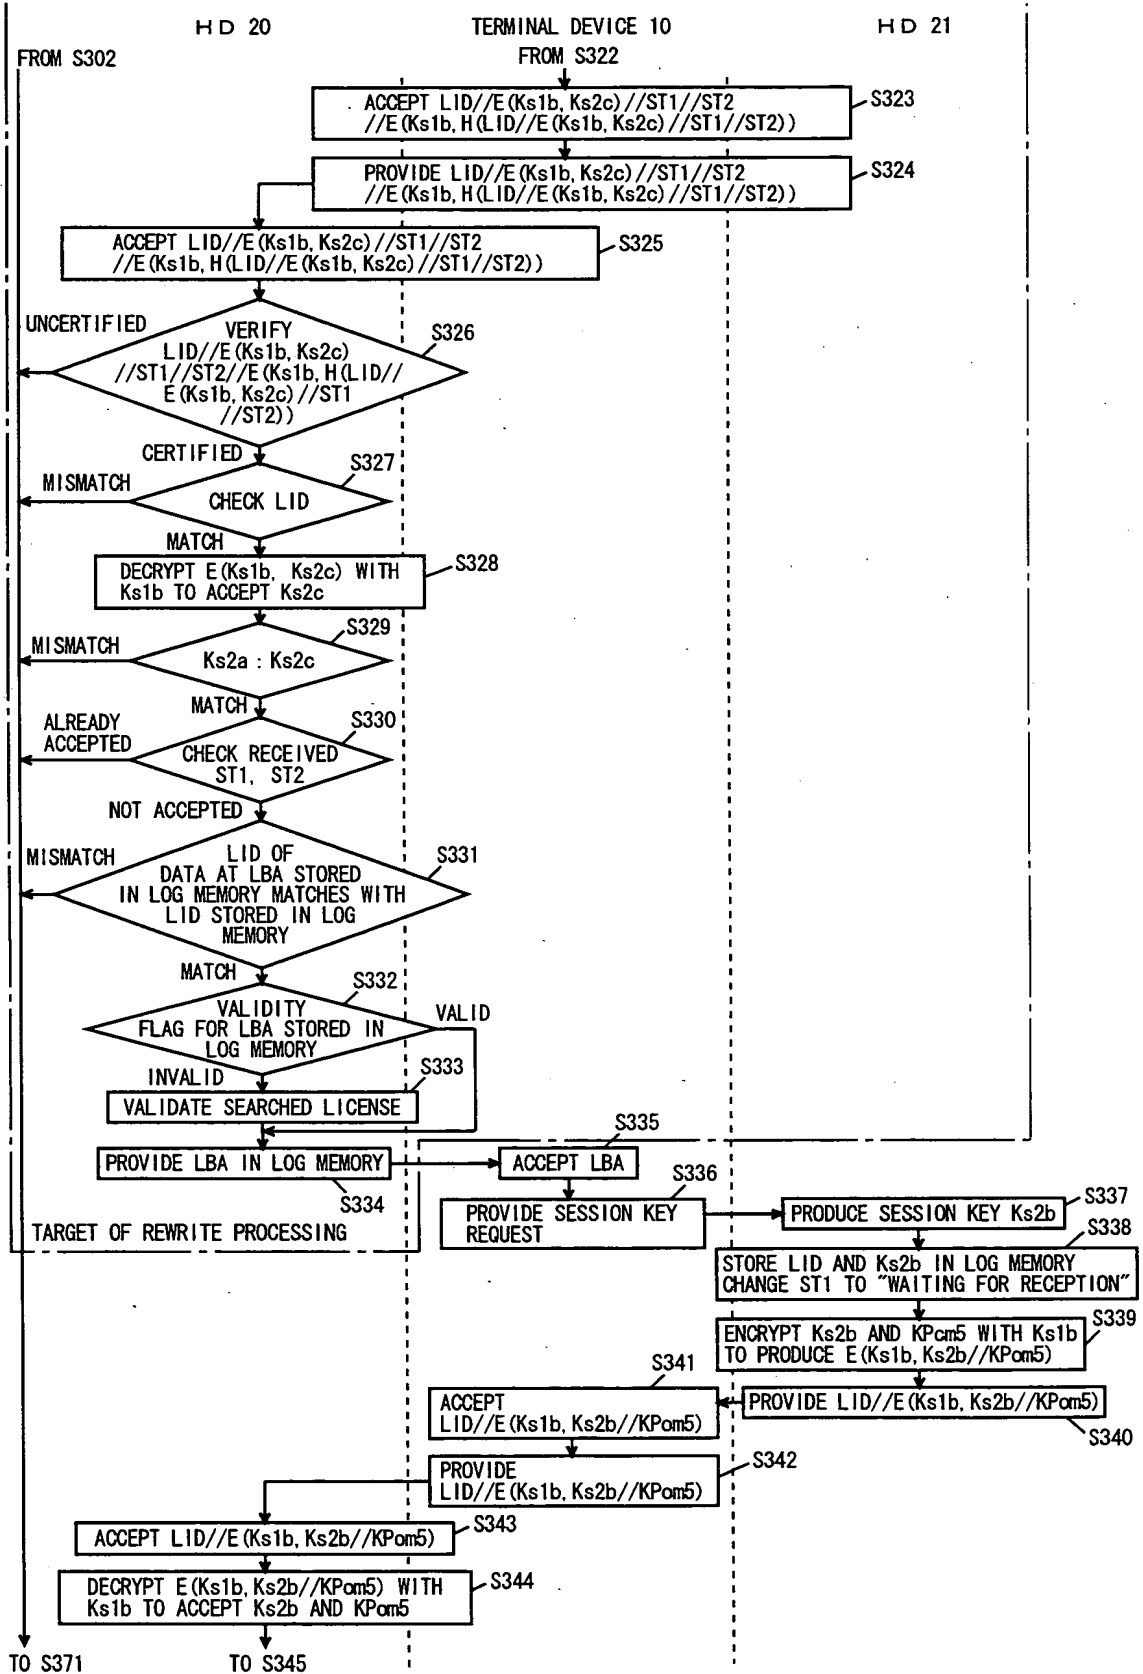 HD 20
TERMINAL DEVICE 10
HD 21
FROM S302
FROM S322
ACCEPT LID//E(Ks1b, Ks2c)//ST1//ST2
//E(Ks1b, H(LID//E(Ks1b, Ks2c)//ST1//ST2))
S323
PROVIDE LID//E(Ks1b, Ks2c)//ST1//ST2
//E(Ks1b, H(LID//E(Ks1b, Ks2c)//ST1//ST2))
S324
ACCEPT LID//E(Ks1b, Ks2c)//ST1//ST2
//E(Ks1b, H(LID//E(Ks1b, Ks2c)//ST1//ST2))
S325
UNCERTIFIED
VERIFY
LID//E(Ks1b, Ks2c)
//ST1//ST2//E(Ks1b, H(LID//
E(Ks1b, Ks2c)//ST1
//ST2))
S326
CERTIFIED
MISMATCH
CHECK LID
S327
MATCH
DECRYPT E(Ks1b, Ks2c) WITH
Ks1b TO ACCEPT Ks2c
S328
MISMATCH
Ks2a : Ks2c
S329
MATCH
ALREADY
ACCEPTED
CHECK RECEIVED
ST1, ST2
S330
NOT ACCEPTED
MISMATCH
LID OF
DATA AT LBA STORED
IN LOG MEMORY MATCHES WITH
LID STORED IN LOG
MEMORY
S331
MATCH
VALIDITY
FLAG FOR LBA STORED IN
LOG MEMORY
S332
VALID
INVALID
VALIDATE SEARCHED LICENSE
S333
PROVIDE LBA IN LOG MEMORY
S334
ACCEPT LBA
S335
PROVIDE SESSION KEY
REQUEST
S336
PRODUCE SESSION KEY Ks2b
S337
TARGET OF REWRITE PROCESSING
STORE LID AND Ks2b IN LOG MEMORY
CHANGE ST1 TO "WAITING FOR RECEPTION"
S338
ENCRYPT Ks2b AND KPcm5 WITH Ks1b
TO PRODUCE E(Ks1b, Ks2b//KPom5)
S339
PROVIDE LID//E(Ks1b, Ks2b//KPom5)
S340
ACCEPT
LID//E(Ks1b, Ks2b//KPom5)
S341
PROVIDE
LID//E(Ks1b, Ks2b//KPom5)
S342
ACCEPT LID//E(Ks1b, Ks2b//KPom5)
S343
DECRYPT E(Ks1b, Ks2b//KPom5) WITH
Ks1b TO ACCEPT Ks2b AND KPom5
S344
TO S371
TO S345